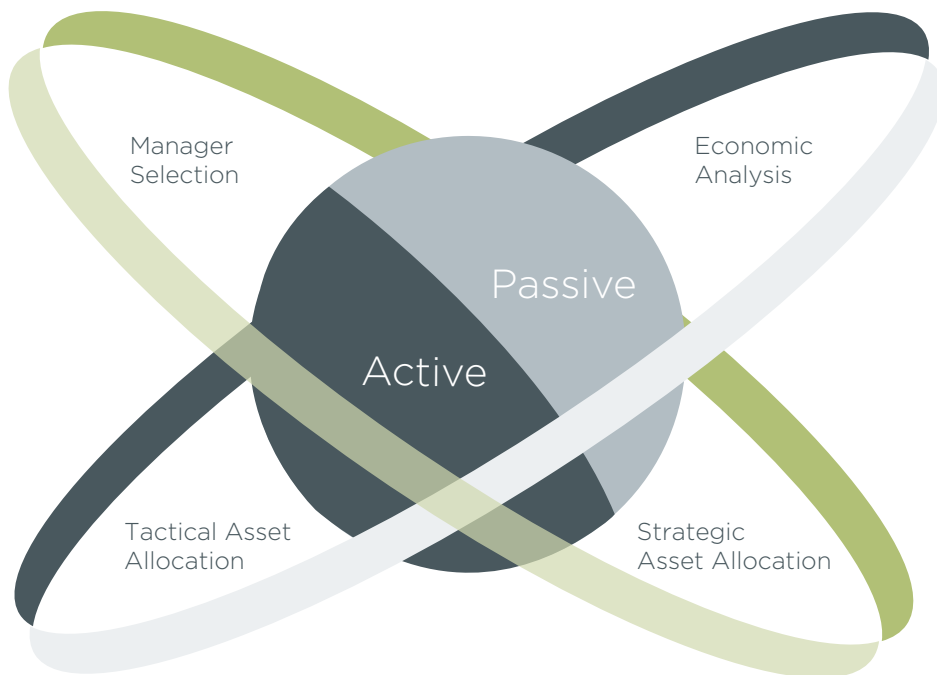 Manager
Selection
Economic
Analysis
Passive
Active
Tactical Asset
Allocation
Strategic
Asset Allocation